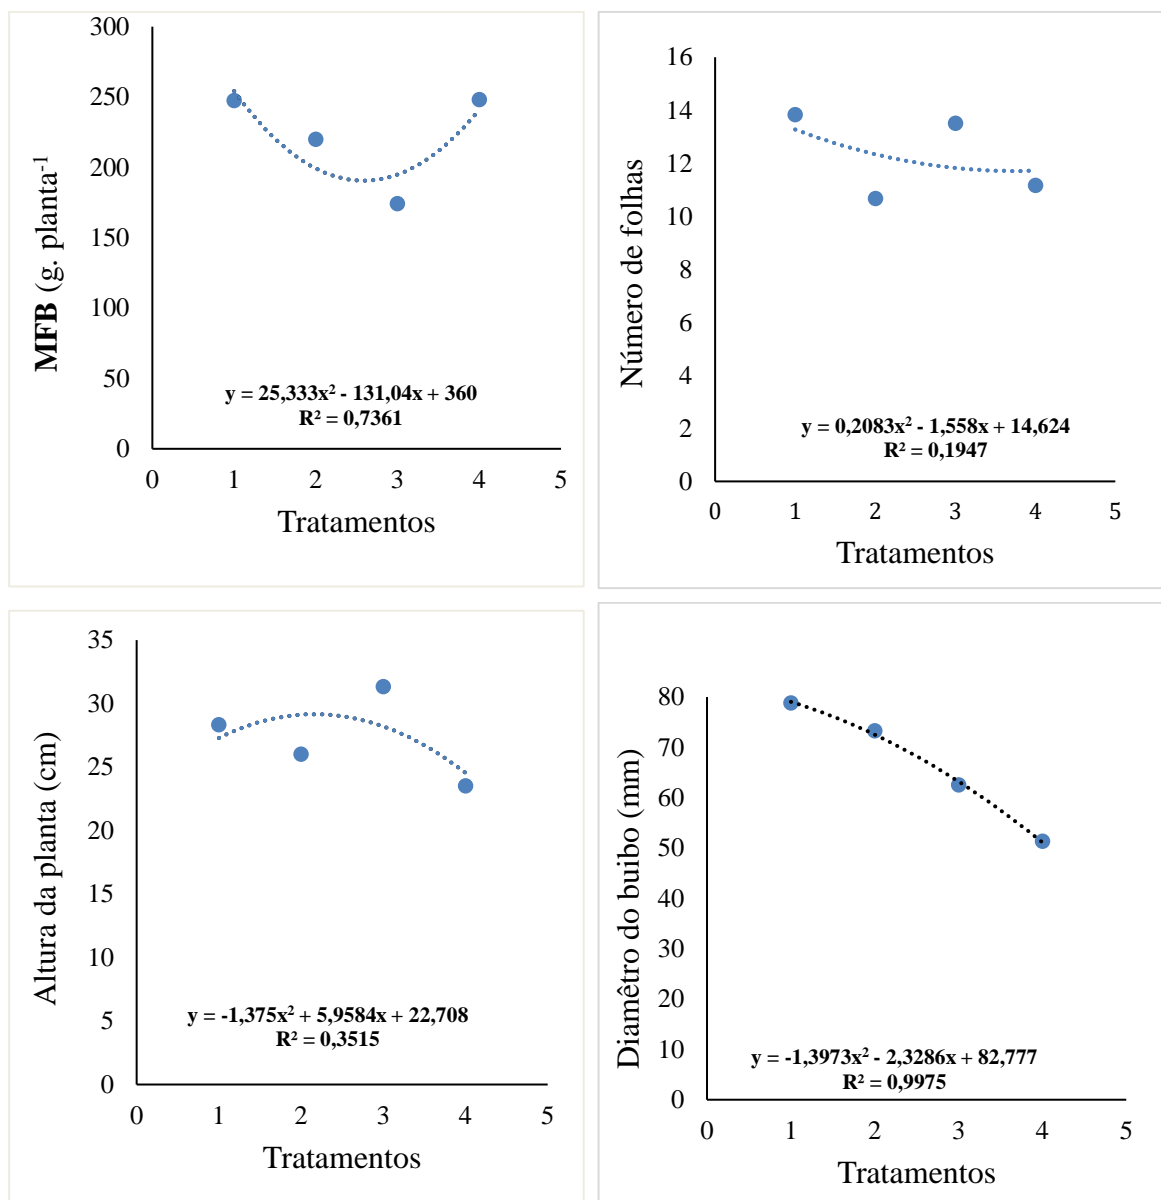 300
250
200
150
100
50
0
MFB (g. planta⁻¹)
y = 25,333x² - 131,04x + 360
R² = 0,7361
0 1 2 3 4 5
Tratamentos
16
14
12
10
8
6
4
2
0
Número de folhas
y = 0,2083x² - 1,558x + 14,624
R² = 0,1947
0 1 2 3 4 5
Tratamentos
35
30
25
20
15
10
5
0
Altura da planta (cm)
y = -1,375x² + 5,9584x + 22,708
R² = 0,3515
0 1 2 3 4 5
Tratamentos
80
70
60
50
40
30
20
10
0
Diamêtro do buibo (mm)
y = -1,3973x² - 2,3286x + 82,777
R² = 0,9975
0 1 2 3 4 5
Tratamentos